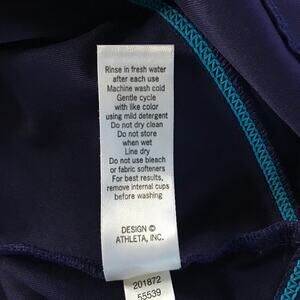 Rinse in fresh water
after each use
Machine wash cold
Gentle cycle
with like color
using mild detergent
Do not dry clean
Do not store
when wet
Line dry
Do not use bleach
or fabric softeners
For best results,
remove internal cups
before washing
DESIGN ©
ATHLETA, INC.
201872
55539